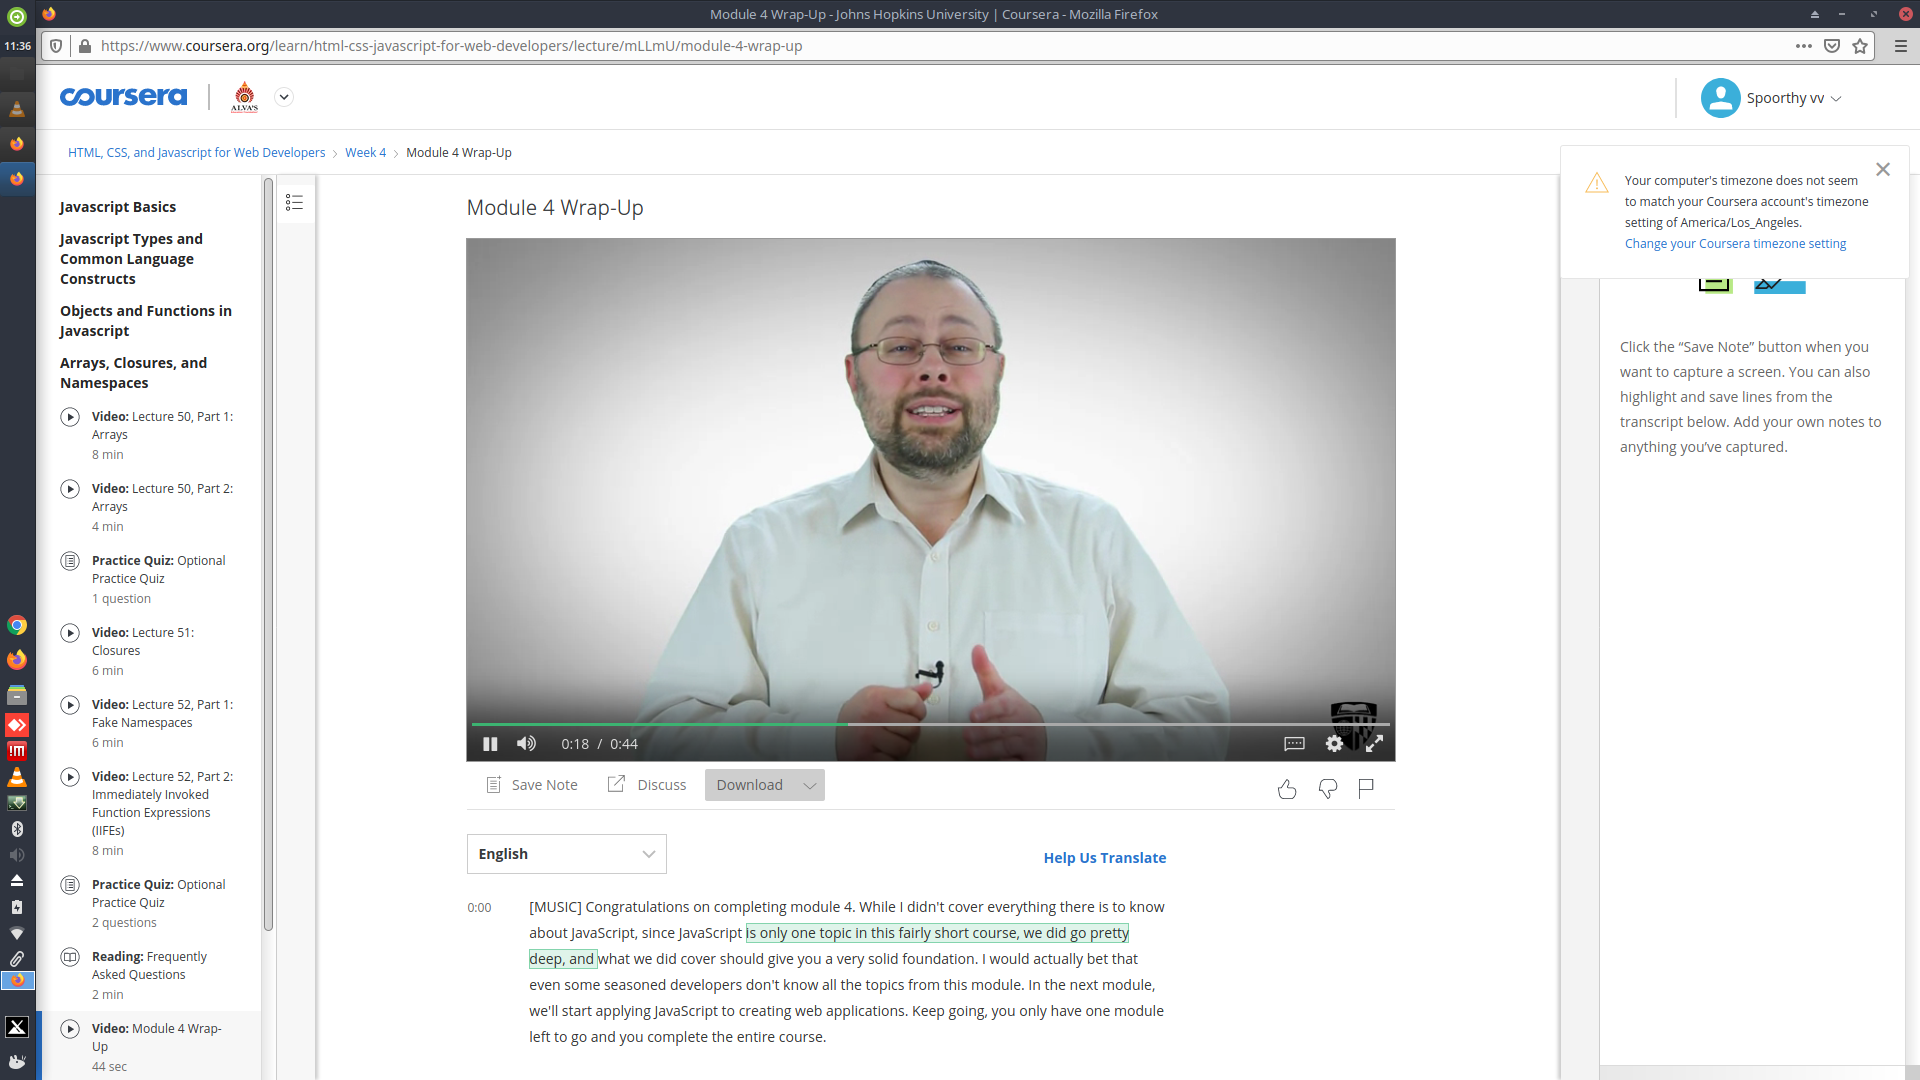 Module 4 Wrap-Up - Johns Hopkins University | Coursera - Mozilla Firefox
11:36
https://www.coursera.org/learn/html-css-javascript-for-web-developers/lecture/mLLmU/module-4-wrap-up
coursera
ALVA'S
Spoorthy vv
HTML, CSS, and Javascript for Web Developers
Week 4
Module 4 Wrap-Up
Your computer's timezone does not seem
to match your Coursera account's timezone
setting of America/Los_Angeles.
Change your Coursera timezone setting
Javascript Basics
Javascript Types and
Common Language
Constructs
Objects and Functions in
Javascript
Arrays, Closures, and
Namespaces
Video: Lecture 50, Part 1:
Arrays
8 min
Video: Lecture 50, Part 2:
Arrays
4 min
Practice Quiz: Optional
Practice Quiz
1 question
Video: Lecture 51:
Closures
6 min
Video: Lecture 52, Part 1:
Fake Namespaces
6 min
Video: Lecture 52, Part 2:
Immediately Invoked
Function Expressions
(IIFEs)
8 min
Practice Quiz: Optional
Practice Quiz
2 questions
Reading: Frequently
Asked Questions
2 min
Video: Module 4 Wrap-
Up
44 sec
Module 4 Wrap-Up
0:18 / 0:44
Save Note
Discuss
Download
English
Help Us Translate
0:00
[MUSIC] Congratulations on completing module 4. While I didn't cover everything there is to know
about JavaScript, since JavaScript is only one topic in this fairly short course, we did go pretty
deep, and what we did cover should give you a very solid foundation. I would actually bet that
even some seasoned developers don't know all the topics from this module. In the next module,
we'll start applying JavaScript to creating web applications. Keep going, you only have one module
left to go and you complete the entire course.
Click the “Save Note” button when you
want to capture a screen. You can also
highlight and save lines from the
transcript below. Add your own notes to
anything you’ve captured.
!m